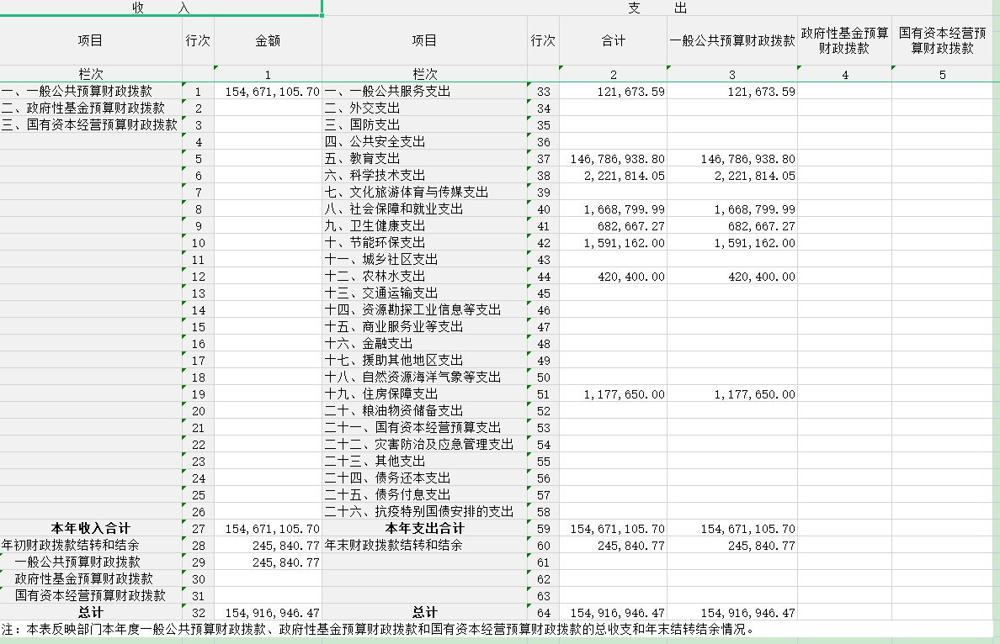 收 入 支 出
项目 行次 金额 项目 行次 合计 一般公共预算财政拨款 政府性基金预算财政拨款 国有资本经营预算财政拨款
栏次 1 栏次 2 3 4 5
一、一般公共预算财政拨款 1 154,671,105.70 一、一般公共服务支出 33 121,673.59 121,673.59
二、政府性基金预算财政拨款 2 二、外交支出 34
三、国有资本经营预算财政拨款 3 三、国防支出 35
4 四、公共安全支出 36
5 五、教育支出 37 146,786,938.80 146,786,938.80
6 六、科学技术支出 38 2,221,814.05 2,221,814.05
7 七、文化旅游体育与传媒支出 39
8 八、社会保障和就业支出 40 1,668,799.99 1,668,799.99
9 九、卫生健康支出 41 682,667.27 682,667.27
10 十、节能环保支出 42 1,591,162.00 1,591,162.00
11 十一、城乡社区支出 43
12 十二、农林水支出 44 420,400.00 420,400.00
13 十三、交通运输支出 45
14 十四、资源勘探工业信息等支出 46
15 十五、商业服务业等支出 47
16 十六、金融支出 48
17 十七、援助其他地区支出 49
18 十八、自然资源海洋气象等支出 50
19 十九、住房保障支出 51 1,177,650.00 1,177,650.00
20 二十、粮油物资储备支出 52
21 二十一、国有资本经营预算支出 53
22 二十二、灾害防治及应急管理支出 54
23 二十三、其他支出 55
24 二十四、债务还本支出 56
25 二十五、债务付息支出 57
26 二十六、抗疫特别国债安排的支出 58
本年收入合计 27 154,671,105.70 本年支出合计 59 154,671,105.70 154,671,105.70
年初财政拨款结转和结余 28 245,840.77 年末财政拨款结转和结余 60 245,840.77 245,840.77
一般公共预算财政拨款 29 245,840.77 61
政府性基金预算财政拨款 30 62
国有资本经营预算财政拨款 31 63
总计 32 154,916,946.47 总计 64 154,916,946.47 154,916,946.47
注：本表反映部门本年度一般公共预算财政拨款、政府性基金预算财政拨款和国有资本经营预算财政拨款的总收支和年末结转结余情况。